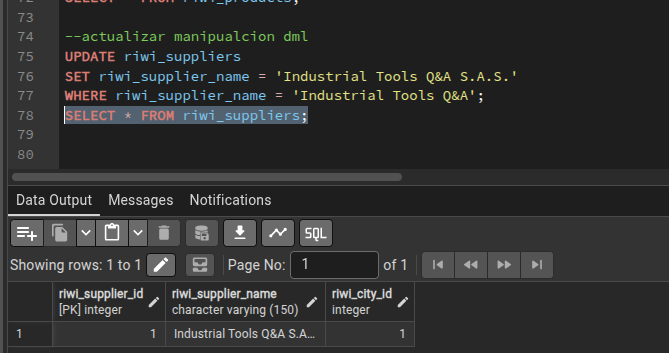 72 SELECT * FROM riwi_products;
73
74 --actualizar manipualcion dml
75 UPDATE riwi_suppliers
76 SET riwi_supplier_name = 'Industrial Tools Q&A S.A.S.'
77 WHERE riwi_supplier_name = 'Industrial Tools Q&A';
78 SELECT * FROM riwi_suppliers;
79
80
Data Output Messages Notifications
SQL
Showing rows: 1 to 1 Page No: 1 of 1
riwi_supplier_id riwi_supplier_name riwi_city_id
[PK] integer character varying (150) integer
1 1 Industrial Tools Q&A S.A... 1